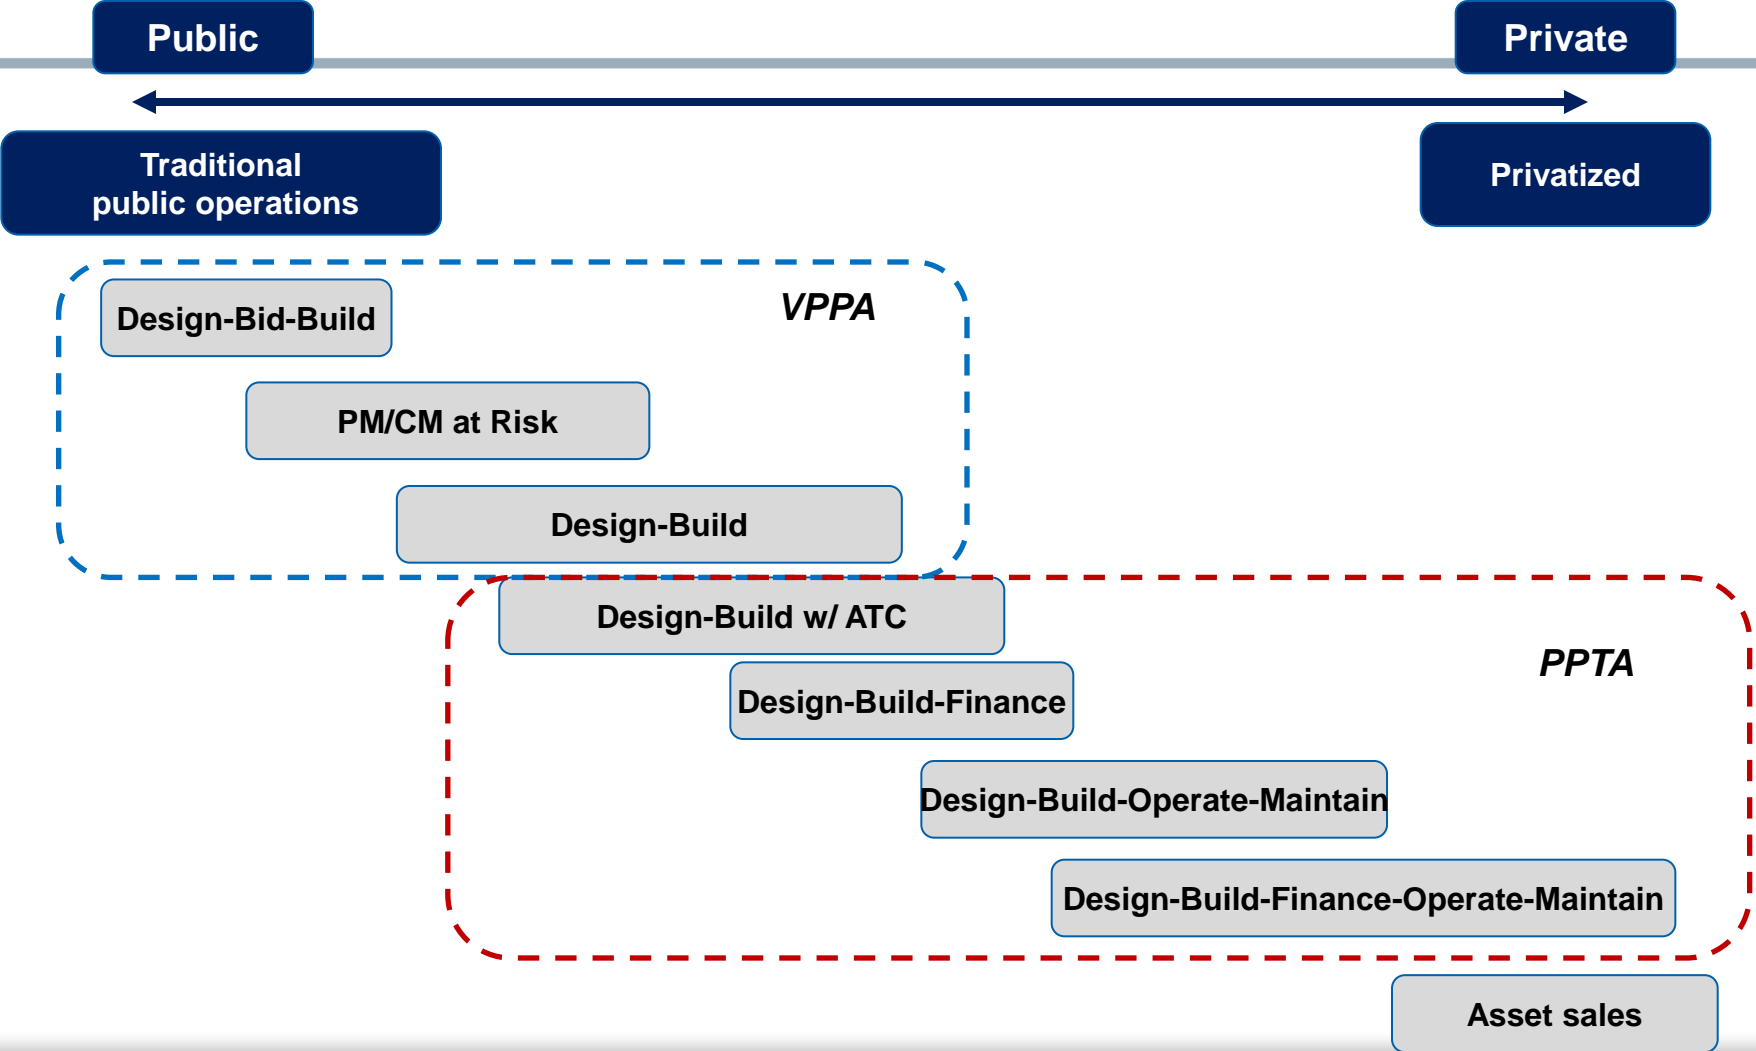 Public
Private
Traditional
public operations
Privatized
Design-Bid-Build
VPPA
PM/CM at Risk
Design-Build
Design-Build w/ ATC
PPTA
Design-Build-Finance
Design-Build-Operate-Maintain
Design-Build-Finance-Operate-Maintain
Asset sales